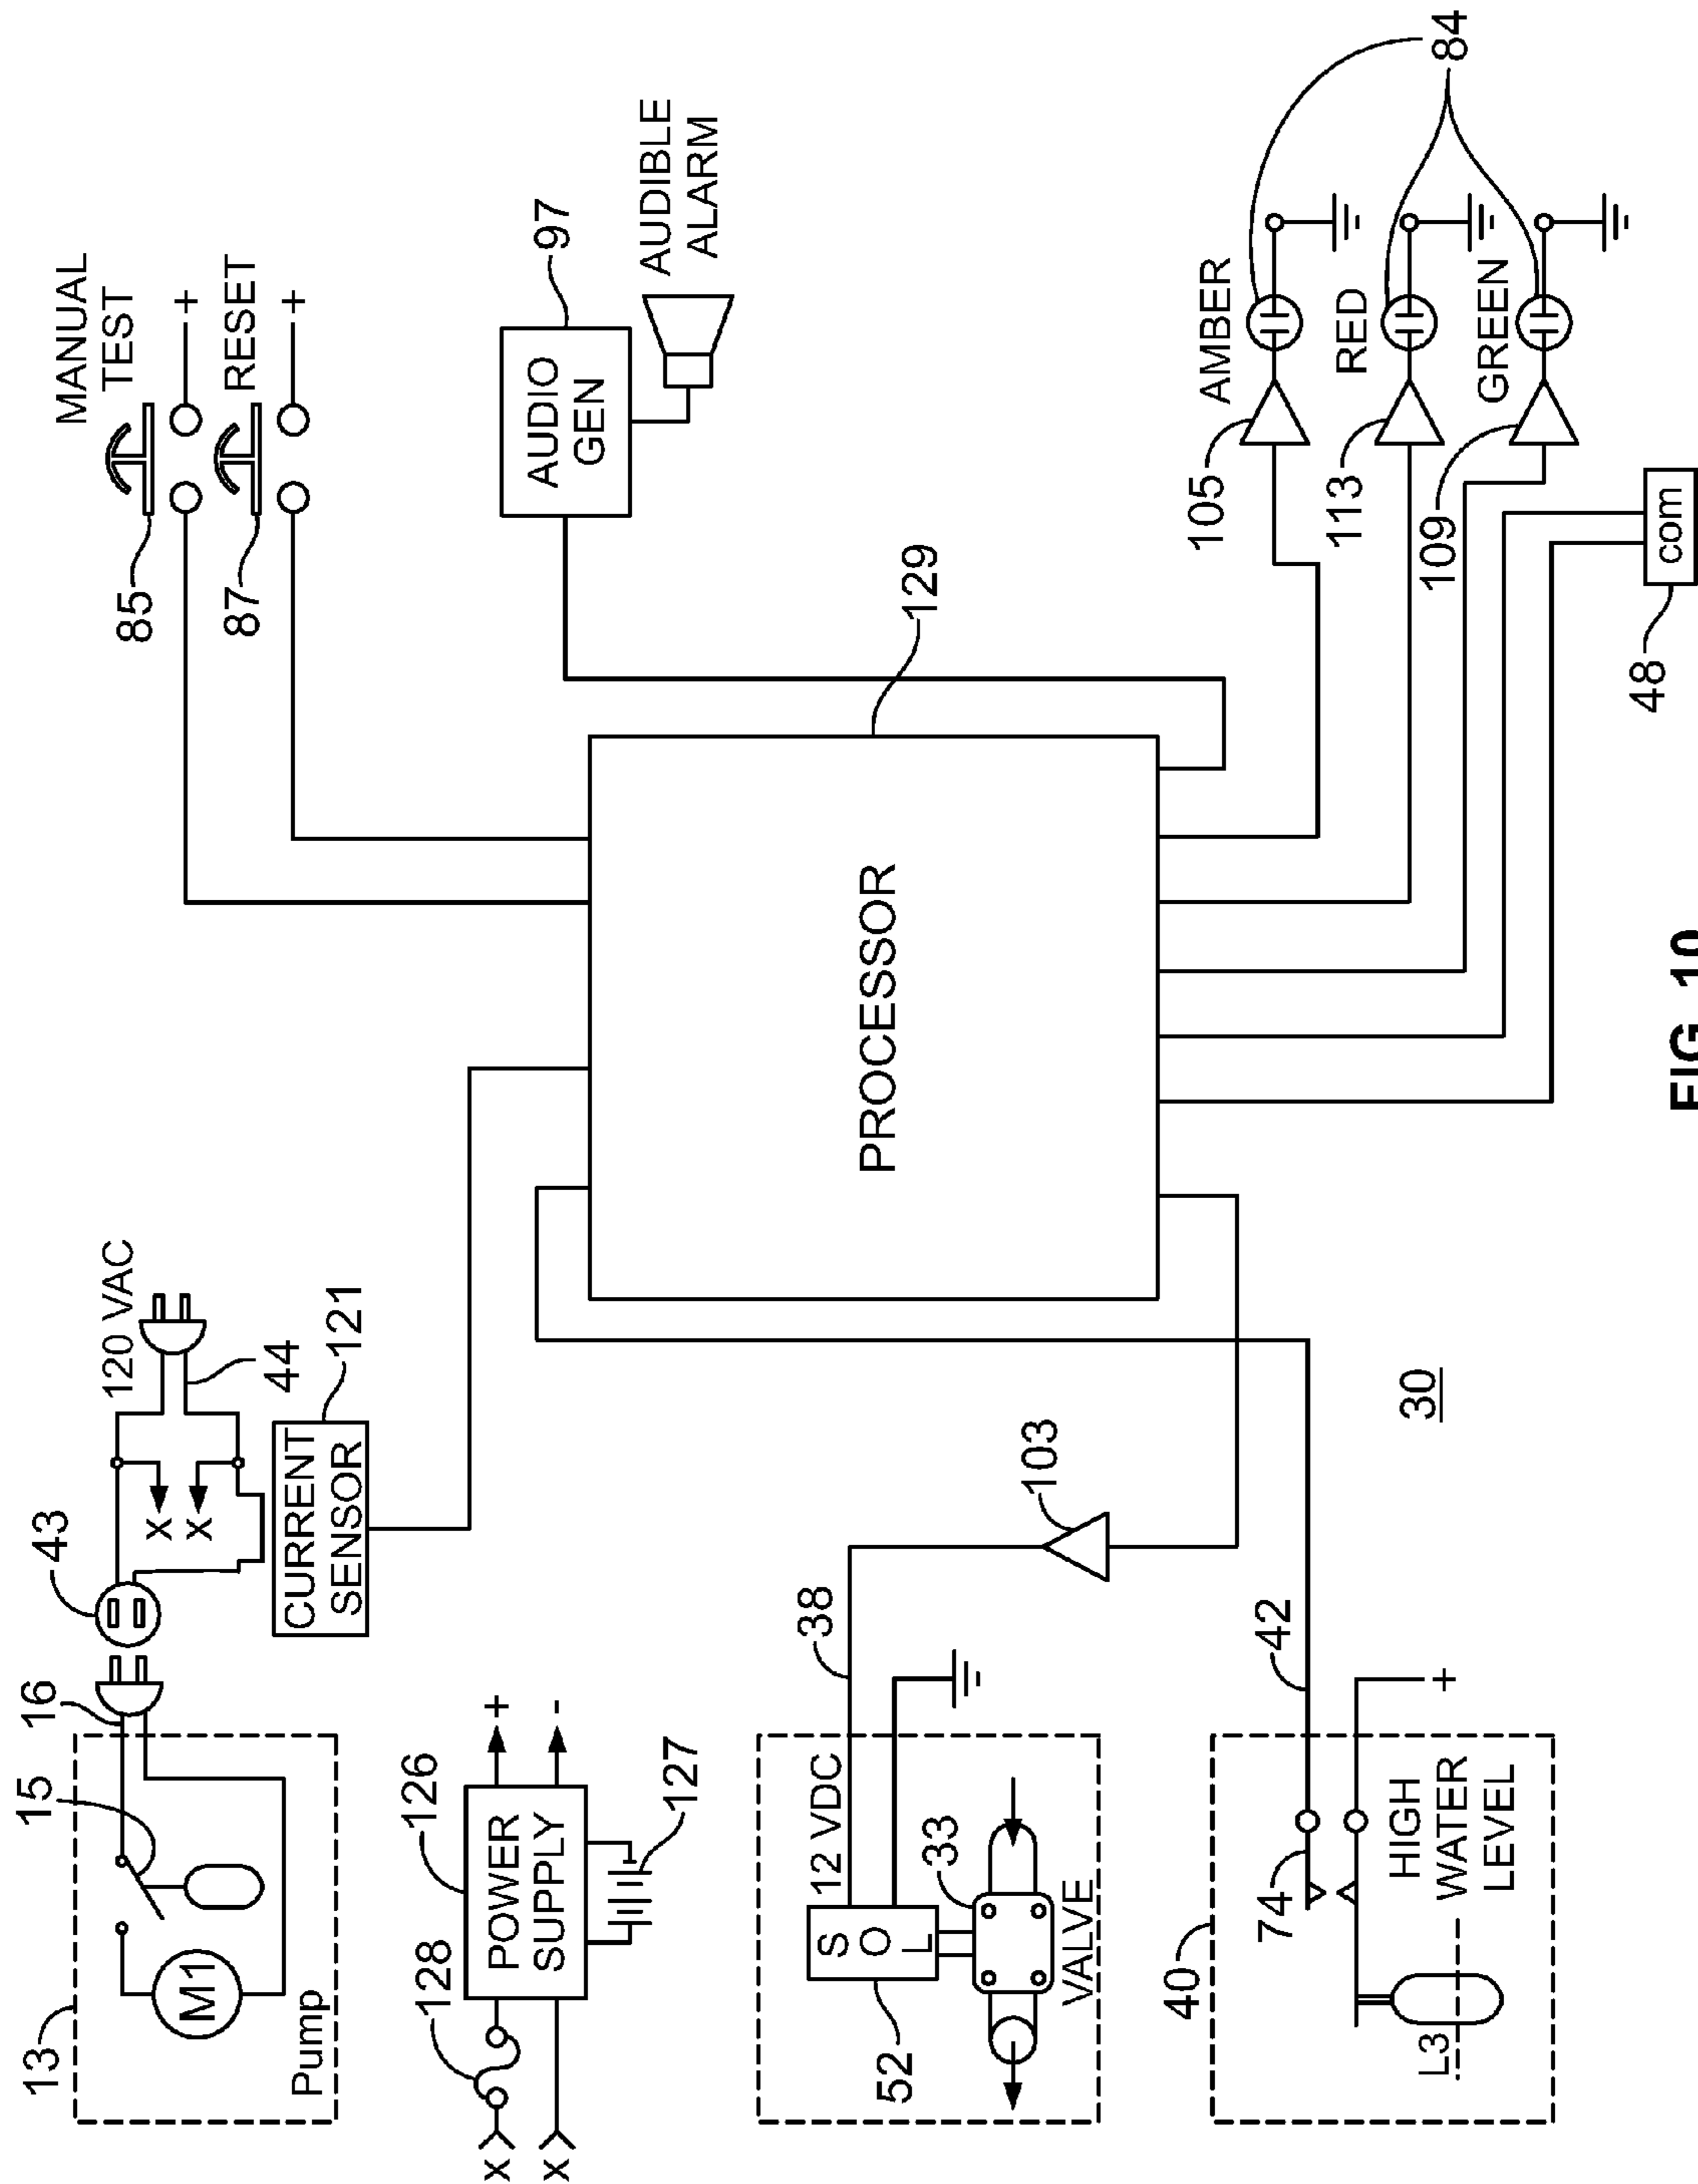 13
15
16
43
120 VAC
44
X
X
CURRENT
SENSOR
121
M1
Pump
MANUAL
TEST
+
85
RESET
+
87
128
126
POWER
SUPPLY
+
-
127
X
X
97
AUDIO
GEN
AUDIBLE
ALARM
129
PROCESSOR
12 VDC
38
103
S
O
L
52
33
VALVE
105
AMBER
113
RED
109
GREEN
84
40
74
42
HIGH
WATER
LEVEL
+
L3
30
48
com
FIG. 10